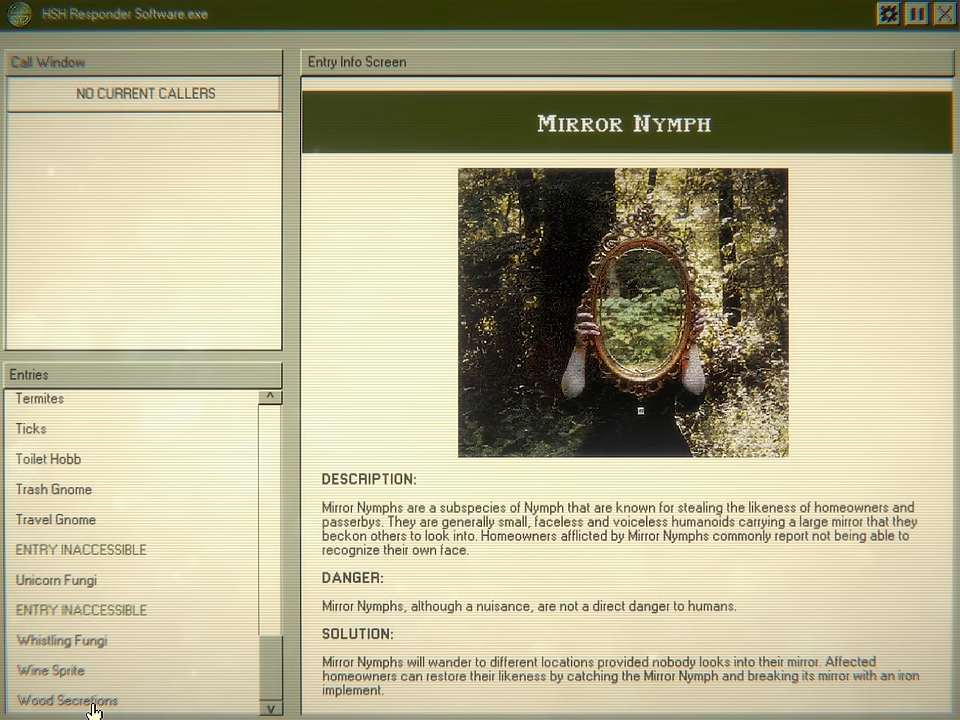 HSH Responder Software.exe
Call Window
NO CURRENT CALLERS
Entries
Termites
Ticks
Toilet Hobb
Trash Gnome
Travel Gnome
ENTRY INACCESSIBLE
Unicorn Fungi
ENTRY INACCESSIBLE
Whistling Fungi
Wine Sprite
Wood Secretions
Entry Info Screen
Mirror Nymph
DESCRIPTION:
Mirror Nymphs are a subspecies of Nymph that are known for stealing the likeness of homeowners and
passerbys. They are generally small, faceless and voiceless humanoids carrying a large mirror that they
beckon others to look into. Homeowners afflicted by Mirror Nymphs commonly report not being able to
recognize their own face.
DANGER:
Mirror Nymphs, although a nuisance, are not a direct danger to humans.
SOLUTION:
Mirror Nymphs will wander to different locations provided nobody looks into their mirror. Affected
homeowners can restore their likeness by catching the Mirror Nymph and breaking its mirror with an iron
implement.